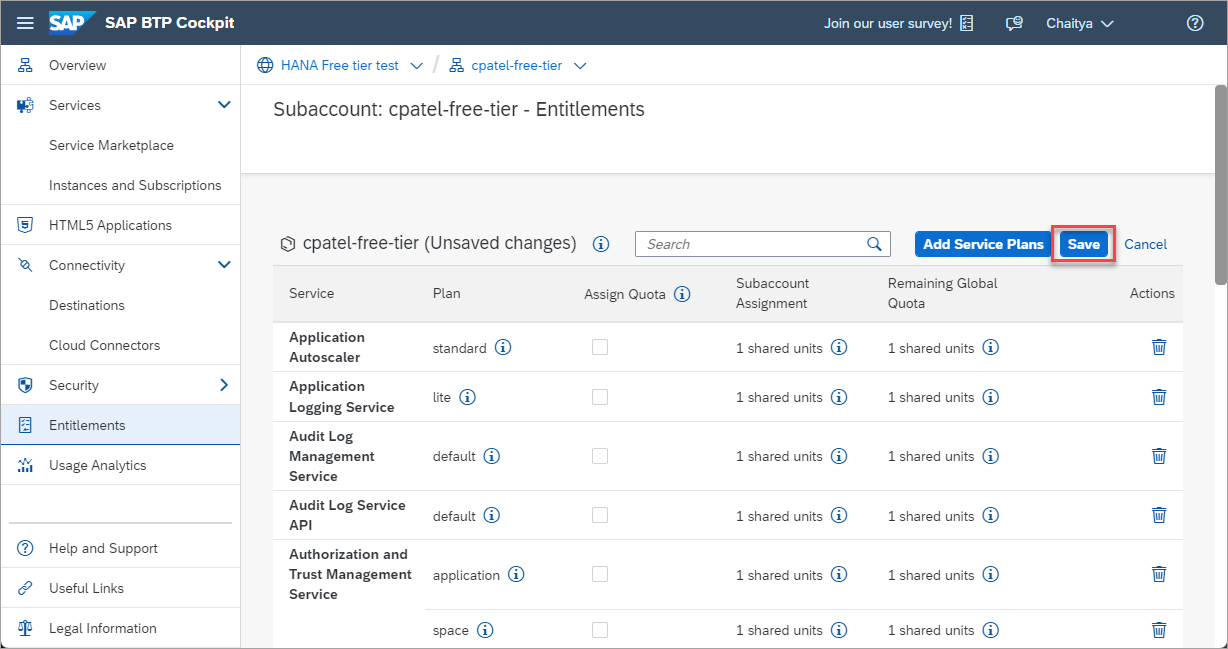 SAP SAP BTP Cockpit
Join our user survey!
Chaitya
Overview
Services
Service Marketplace
Instances and Subscriptions
HTML5 Applications
Connectivity
Destinations
Cloud Connectors
Security
Entitlements
Usage Analytics
Help and Support
Useful Links
Legal Information
HANA Free tier test / cpatel-free-tier
Subaccount: cpatel-free-tier - Entitlements
cpatel-free-tier (Unsaved changes)
Search
Add Service Plans
Save
Cancel
Service
Plan
Assign Quota
Subaccount
Assignment
Remaining Global
Quota
Actions
Application
Autoscaler
standard
1 shared units
1 shared units
Application
Logging Service
lite
1 shared units
1 shared units
Audit Log
Management
Service
default
1 shared units
1 shared units
Audit Log Service
API
default
1 shared units
1 shared units
Authorization and
Trust Management
Service
application
1 shared units
1 shared units
space
1 shared units
1 shared units